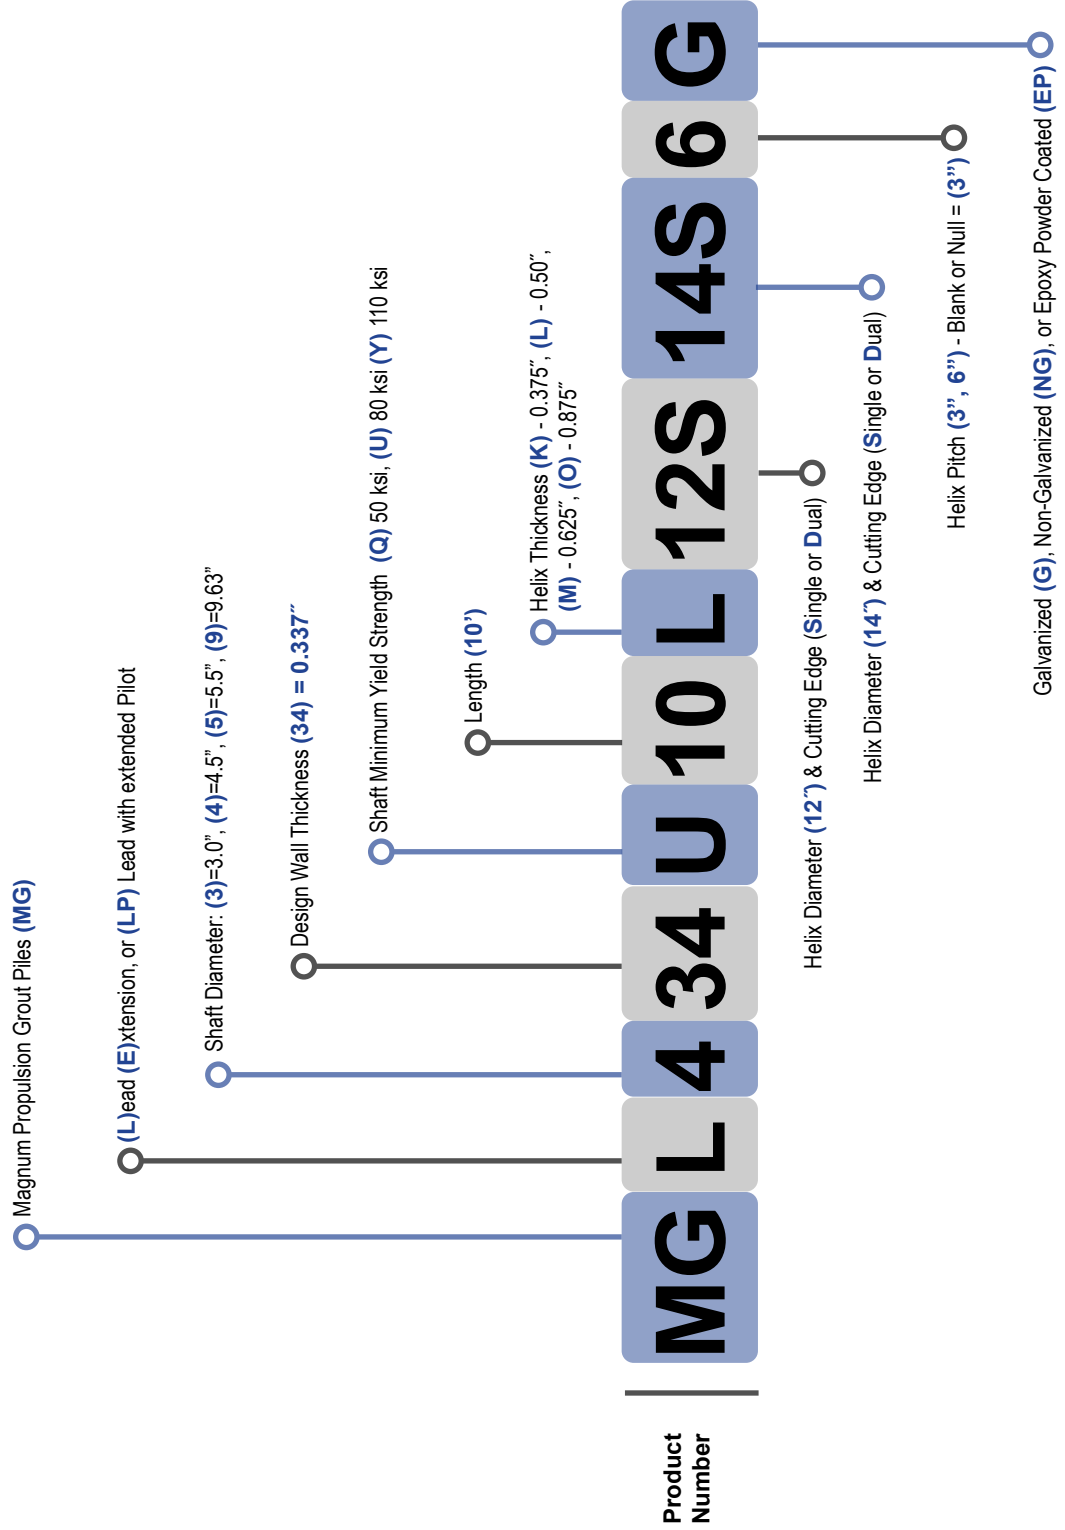 Magnum Propulsion Grout Piles (MG)
(L)ead (E)xtension, or (LP) Lead with extended Pilot
Shaft Diameter: (3)=3.0”, (4)=4.5”, (5)=5.5”, (9)=9.63”
Design Wall Thickness (34) = 0.337˝
Shaft Minimum Yield Strength (Q) 50 ksi, (U) 80 ksi (Y) 110 ksi
Length (10’)
Helix Thickness (K) - 0.375˝, (L) - 0.50˝,
(M) - 0.625˝, (O) - 0.875˝
Product
Number
MG L 4 34 U 10 L 12S 14S 6 G
Helix Diameter (12˝) & Cutting Edge (Single or Dual)
Helix Diameter (14˝) & Cutting Edge (Single or Dual)
Helix Pitch (3”, 6”) - Blank or Null = (3”)
Galvanized (G), Non-Galvanized (NG), or Epoxy Powder Coated (EP)